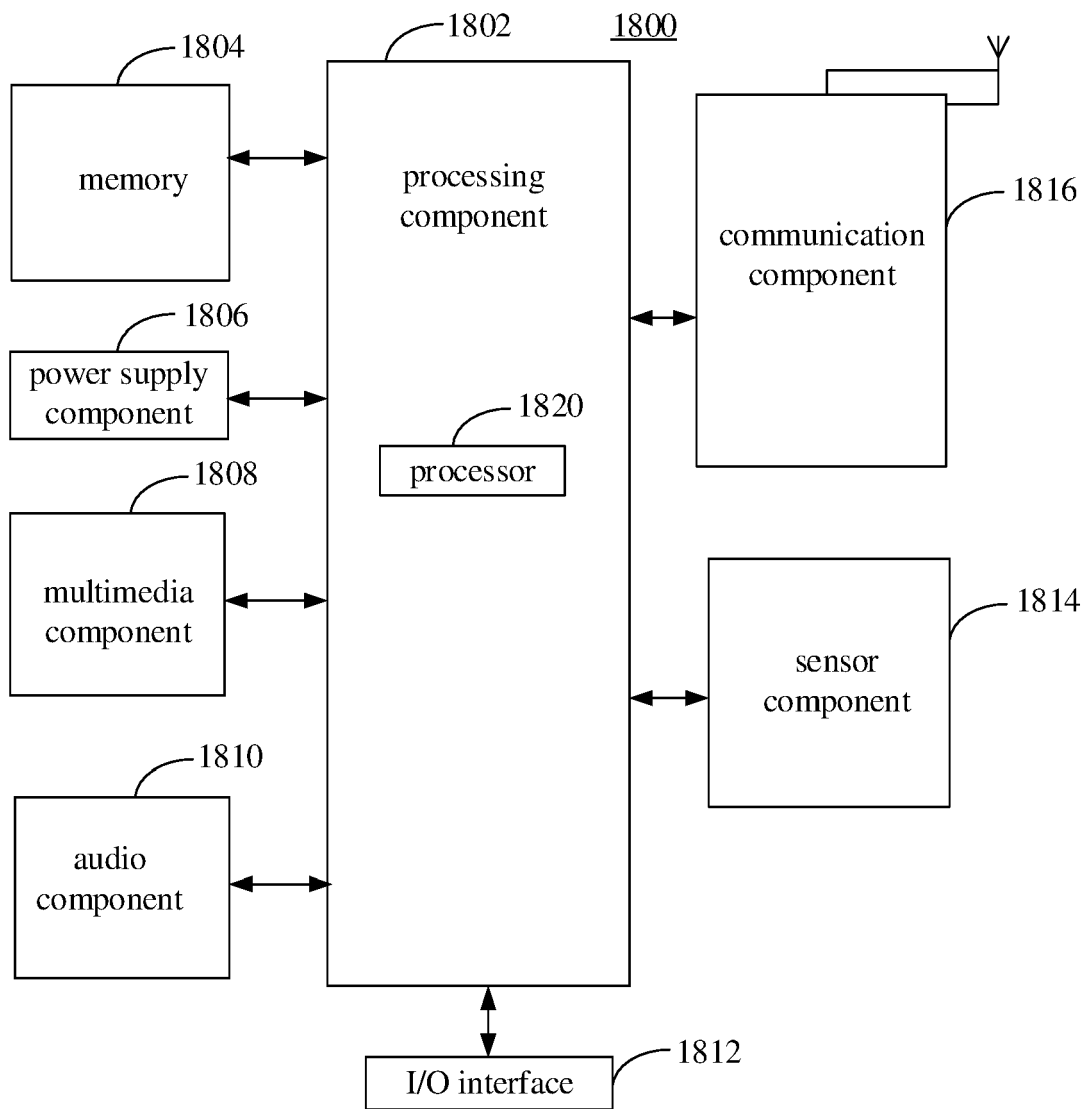 1802
1800
1804
memory
processing
component
1816
communication
component
1806
power supply
component
1820
processor
1808
multimedia
component
1814
sensor
component
1810
audio
component
1812
I/O interface